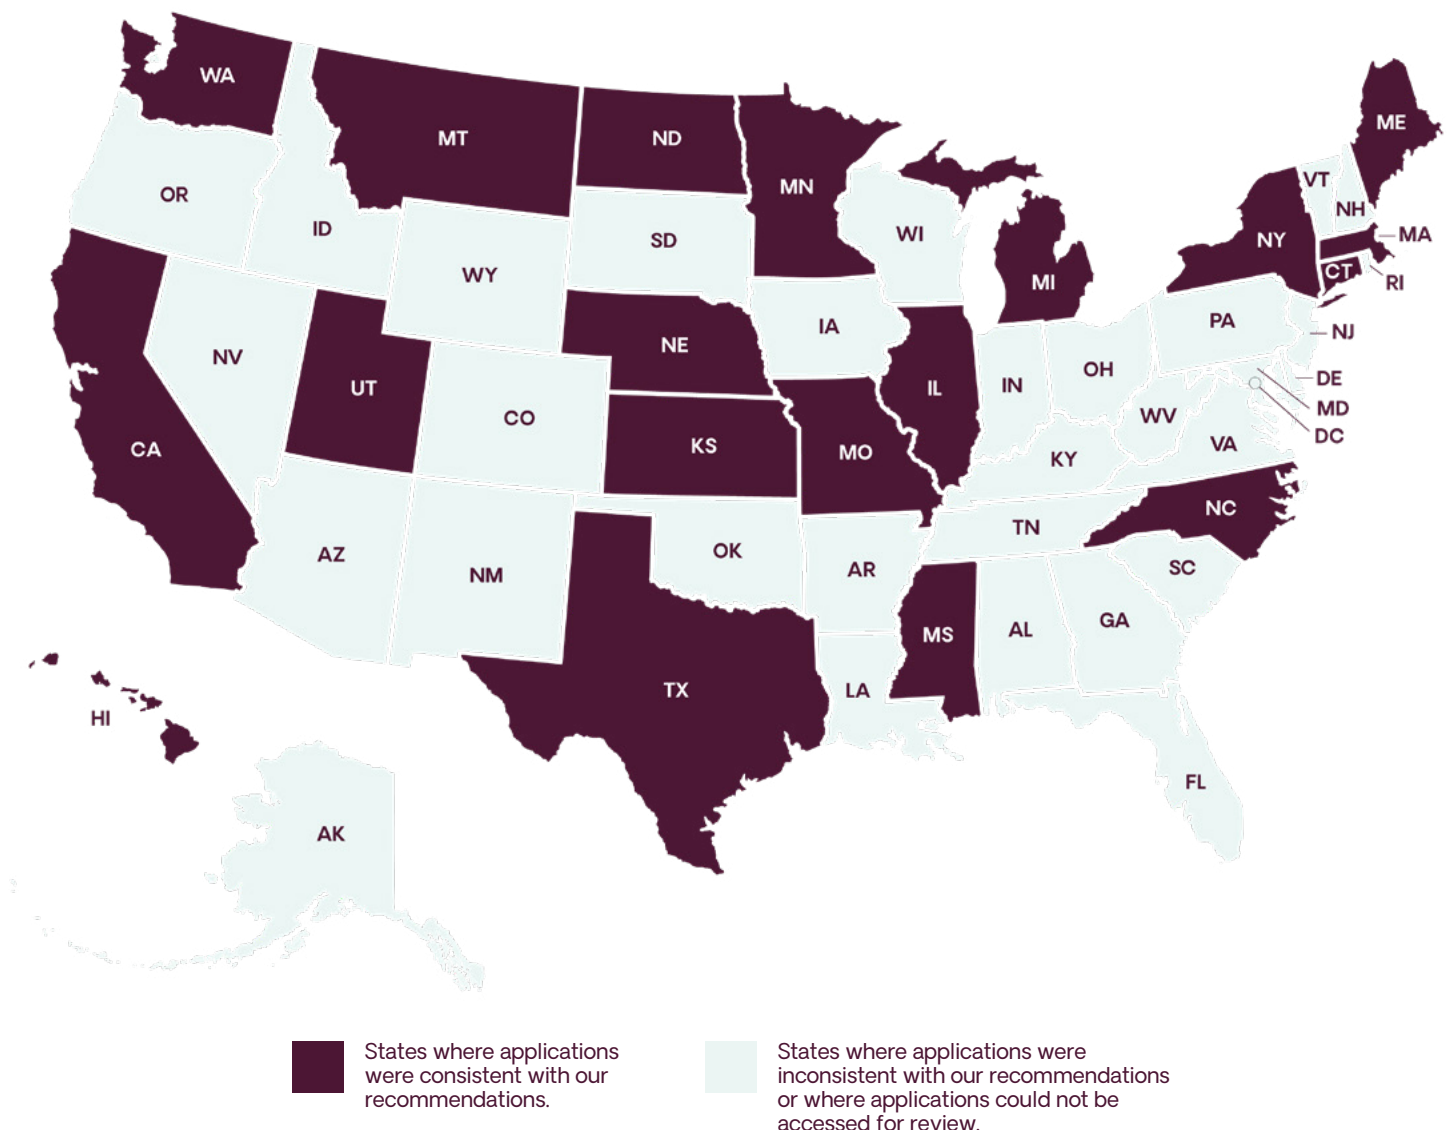 WA
MT
ND
MN
ME
OR
ID
WY
SD
WI
MI
NY
VT
NH
MA
CT
RI
CA
NV
UT
CO
NE
IA
IL
IN
OH
PA
NJ
DE
MD
DC
KS
MO
KY
WV
VA
AZ
NM
OK
AR
TN
NC
SC
TX
LA
MS
AL
GA
FL
HI
AK
States where applications
were consistent with our
recommendations.
States where applications were
inconsistent with our recommendations
or where applications could not be
accessed for review.